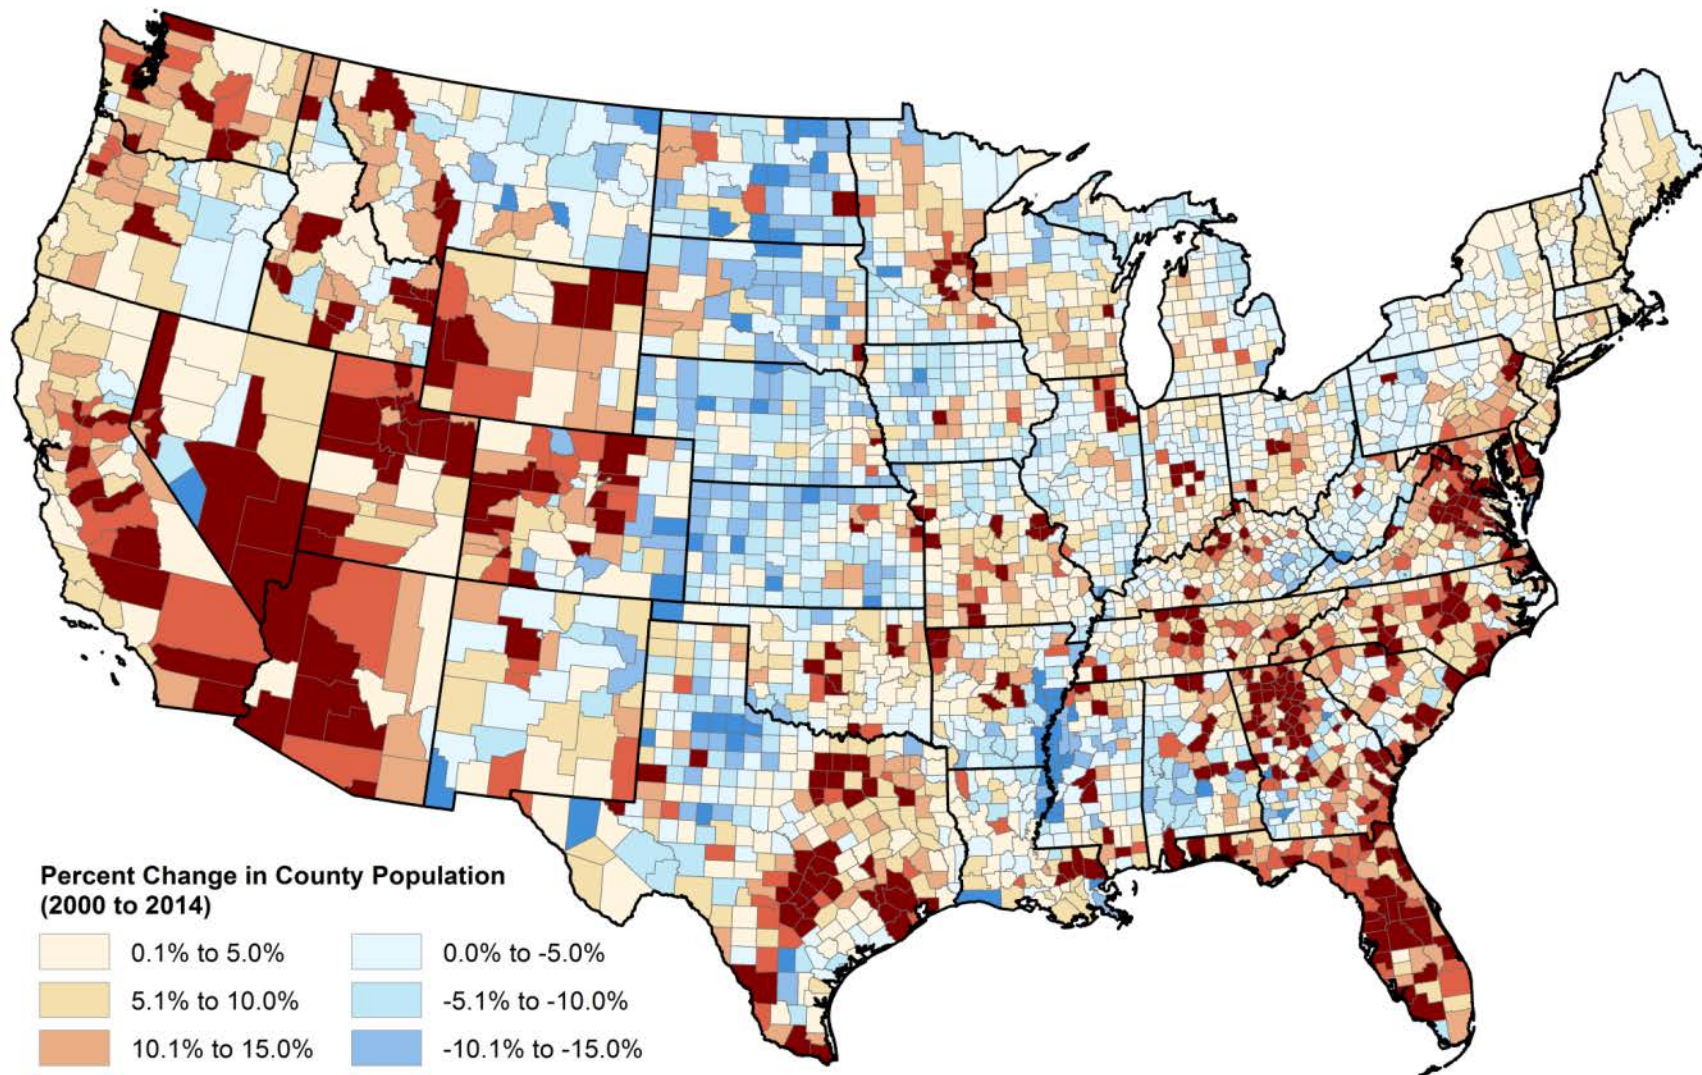 Percent Change in County Population
(2000 to 2014)
0.1% to 5.0% 0.0% to -5.0%
5.1% to 10.0% -5.1% to -10.0%
10.1% to 15.0% -10.1% to -15.0%